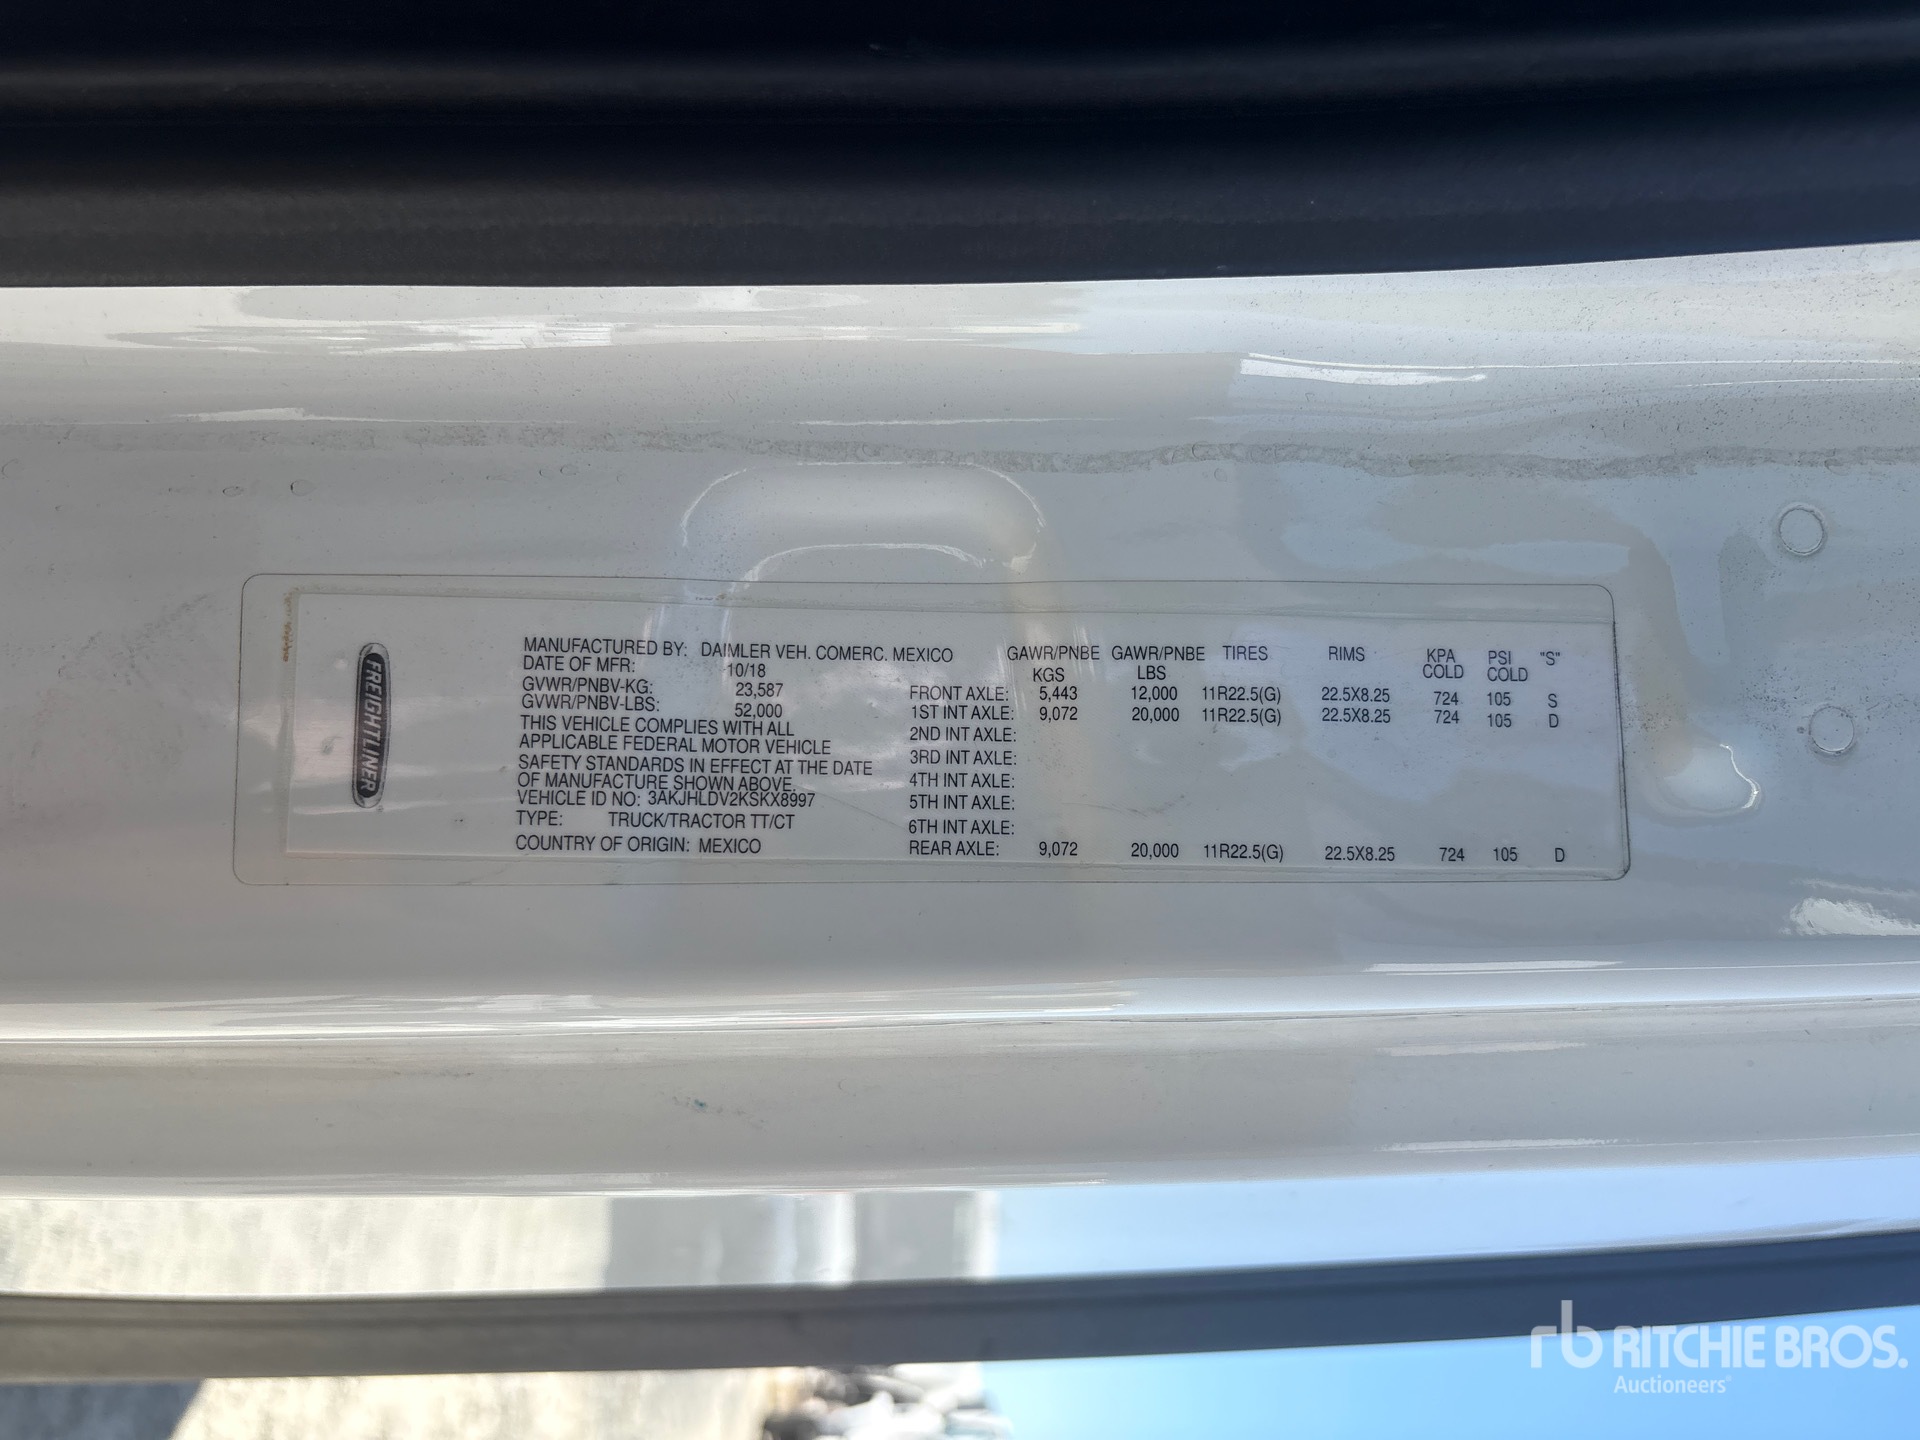 FREIGHTLINER
MANUFACTURED BY: DAIMLER VEH. COMERC. MEXICO
DATE OF MFR: 10/18
GVWR/PNBV-KG: 23,587
GVWR/PNBV-LBS: 52,000
THIS VEHICLE COMPLIES WITH ALL
APPLICABLE FEDERAL MOTOR VEHICLE
SAFETY STANDARDS IN EFFECT AT THE DATE
OF MANUFACTURE SHOWN ABOVE.
VEHICLE ID NO: 3AKJHLDV2KSKX8997
TYPE: TRUCK/TRACTOR TT/CT
COUNTRY OF ORIGIN: MEXICO
GAWR/PNBE KGS GAWR/PNBE LBS TIRES RIMS KPA COLD PSI COLD "S"
FRONT AXLE: 5,443 12,000 11R22.5(G) 22.5X8.25 724 105 S
1ST INT AXLE: 9,072 20,000 11R22.5(G) 22.5X8.25 724 105 D
2ND INT AXLE:
3RD INT AXLE:
4TH INT AXLE:
5TH INT AXLE:
6TH INT AXLE:
REAR AXLE: 9,072 20,000 11R22.5(G) 22.5X8.25 724 105 D
rb RITCHIE BROS.
Auctioneers